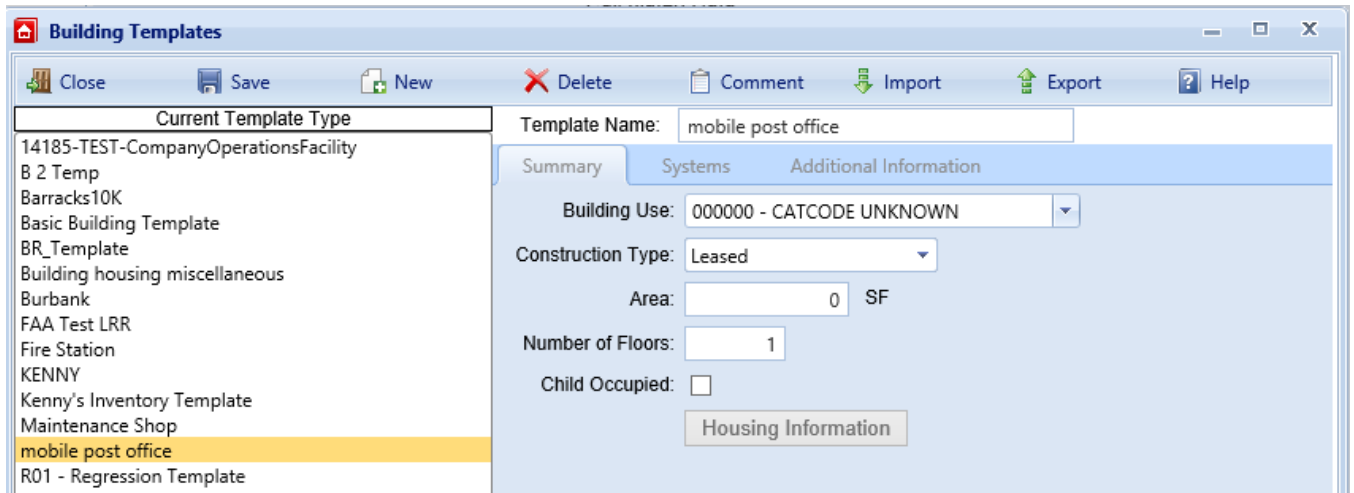 Building Templates
Close Save New Delete Comment Import Export Help
Current Template Type
14185-TEST-CompanyOperationsFacility
B 2 Temp
Barracks10K
Basic Building Template
BR_Template
Building housing miscellaneous
Burbank
FAA Test LRR
Fire Station
KENNY
Kenny's Inventory Template
Maintenance Shop
mobile post office
R01 - Regression Template
Template Name: mobile post office
Summary Systems Additional Information
Building Use: 000000 - CATCODE UNKNOWN
Construction Type: Leased
Area: 0 SF
Number of Floors: 1
Child Occupied:
Housing Information